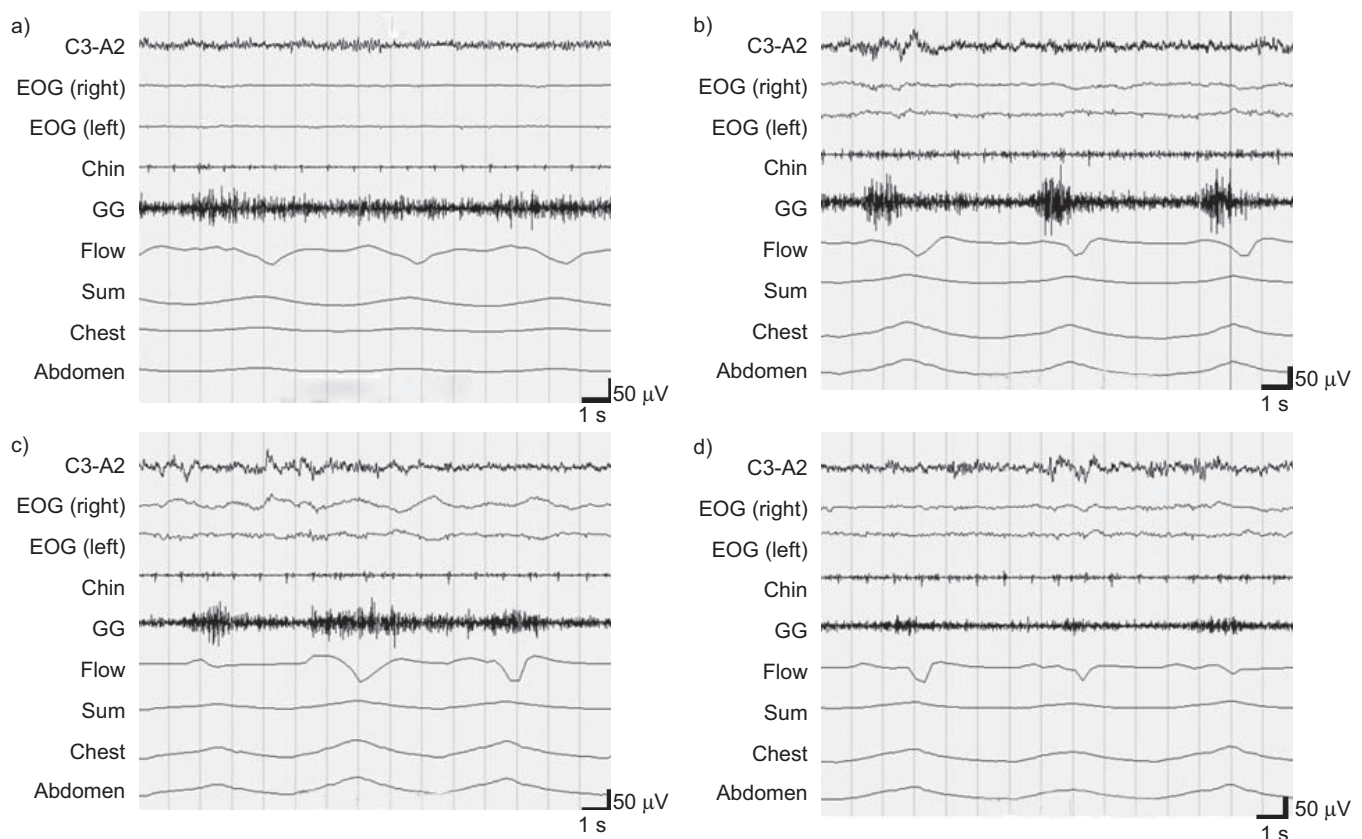 a)
C3-A2
EOG (right)
EOG (left)
Chin
GG
Flow
Sum
Chest
Abdomen
50 μV
1 s
b)
C3-A2
EOG (right)
EOG (left)
Chin
GG
Flow
Sum
Chest
Abdomen
50 μV
1 s
c)
C3-A2
EOG (right)
EOG (left)
Chin
GG
Flow
Sum
Chest
Abdomen
50 μV
1 s
d)
C3-A2
EOG (right)
EOG (left)
Chin
GG
Flow
Sum
Chest
Abdomen
50 μV
1 s